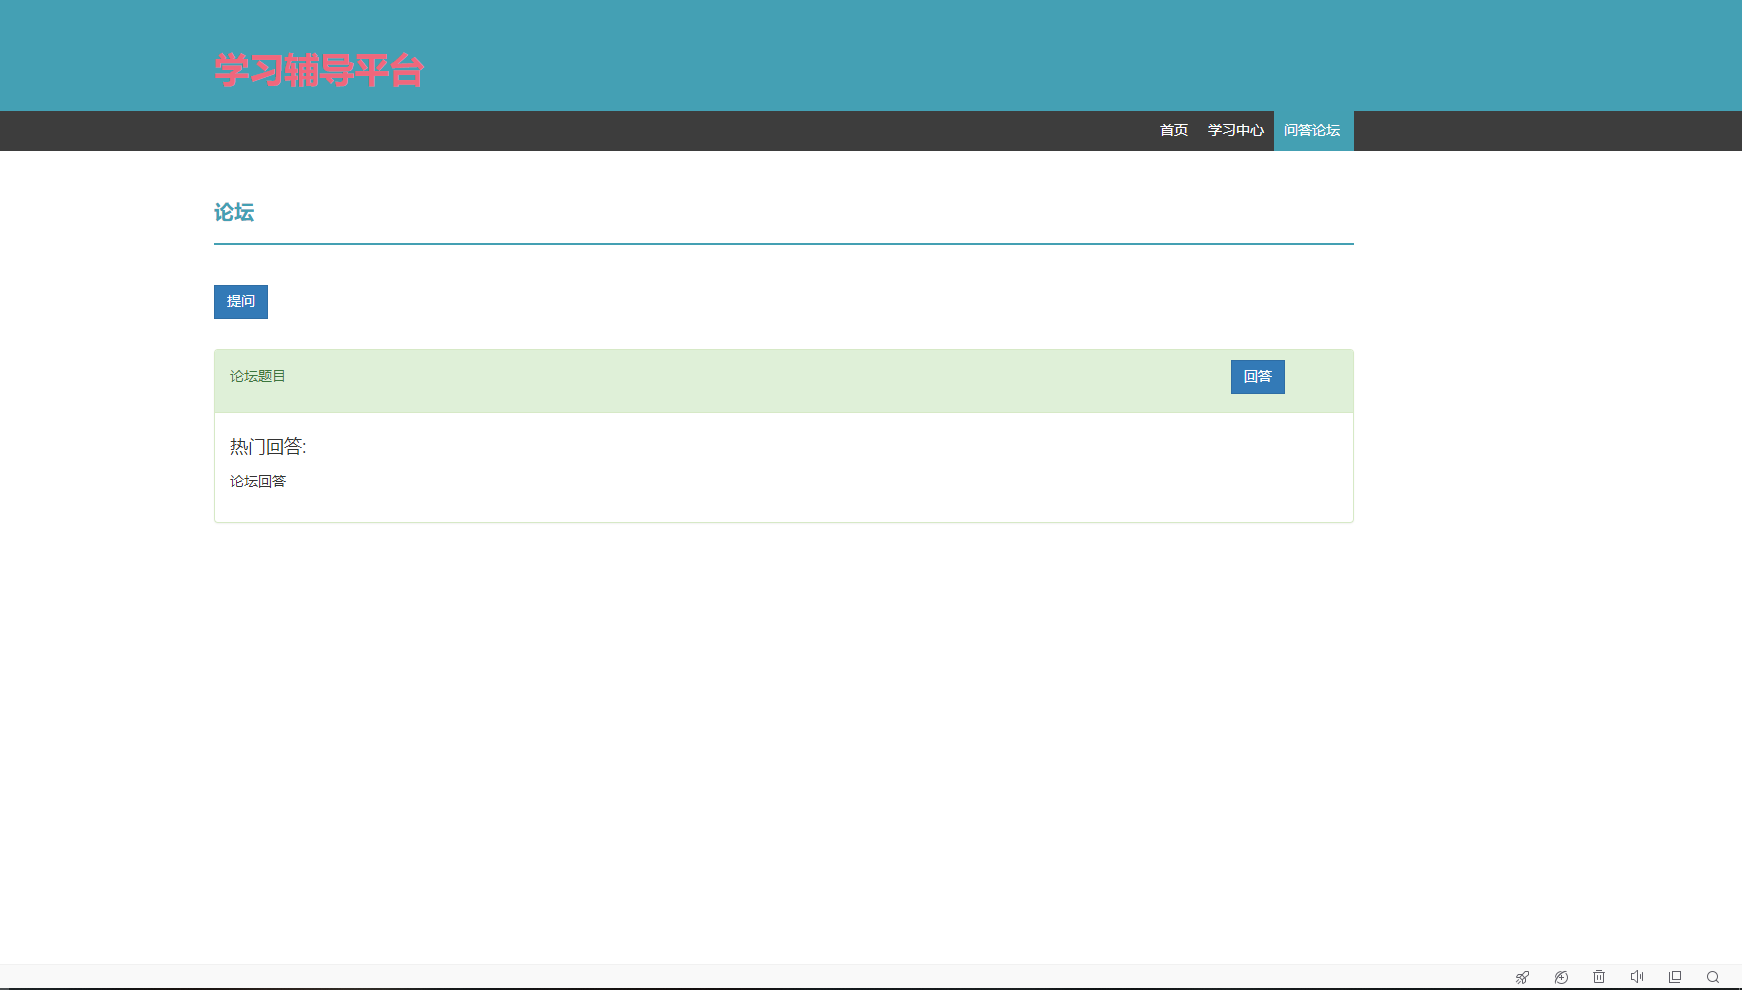 学习辅导平台
首页 学习中心 问答论坛
论坛
提问
论坛题目 回答
热门回答:
论坛回答